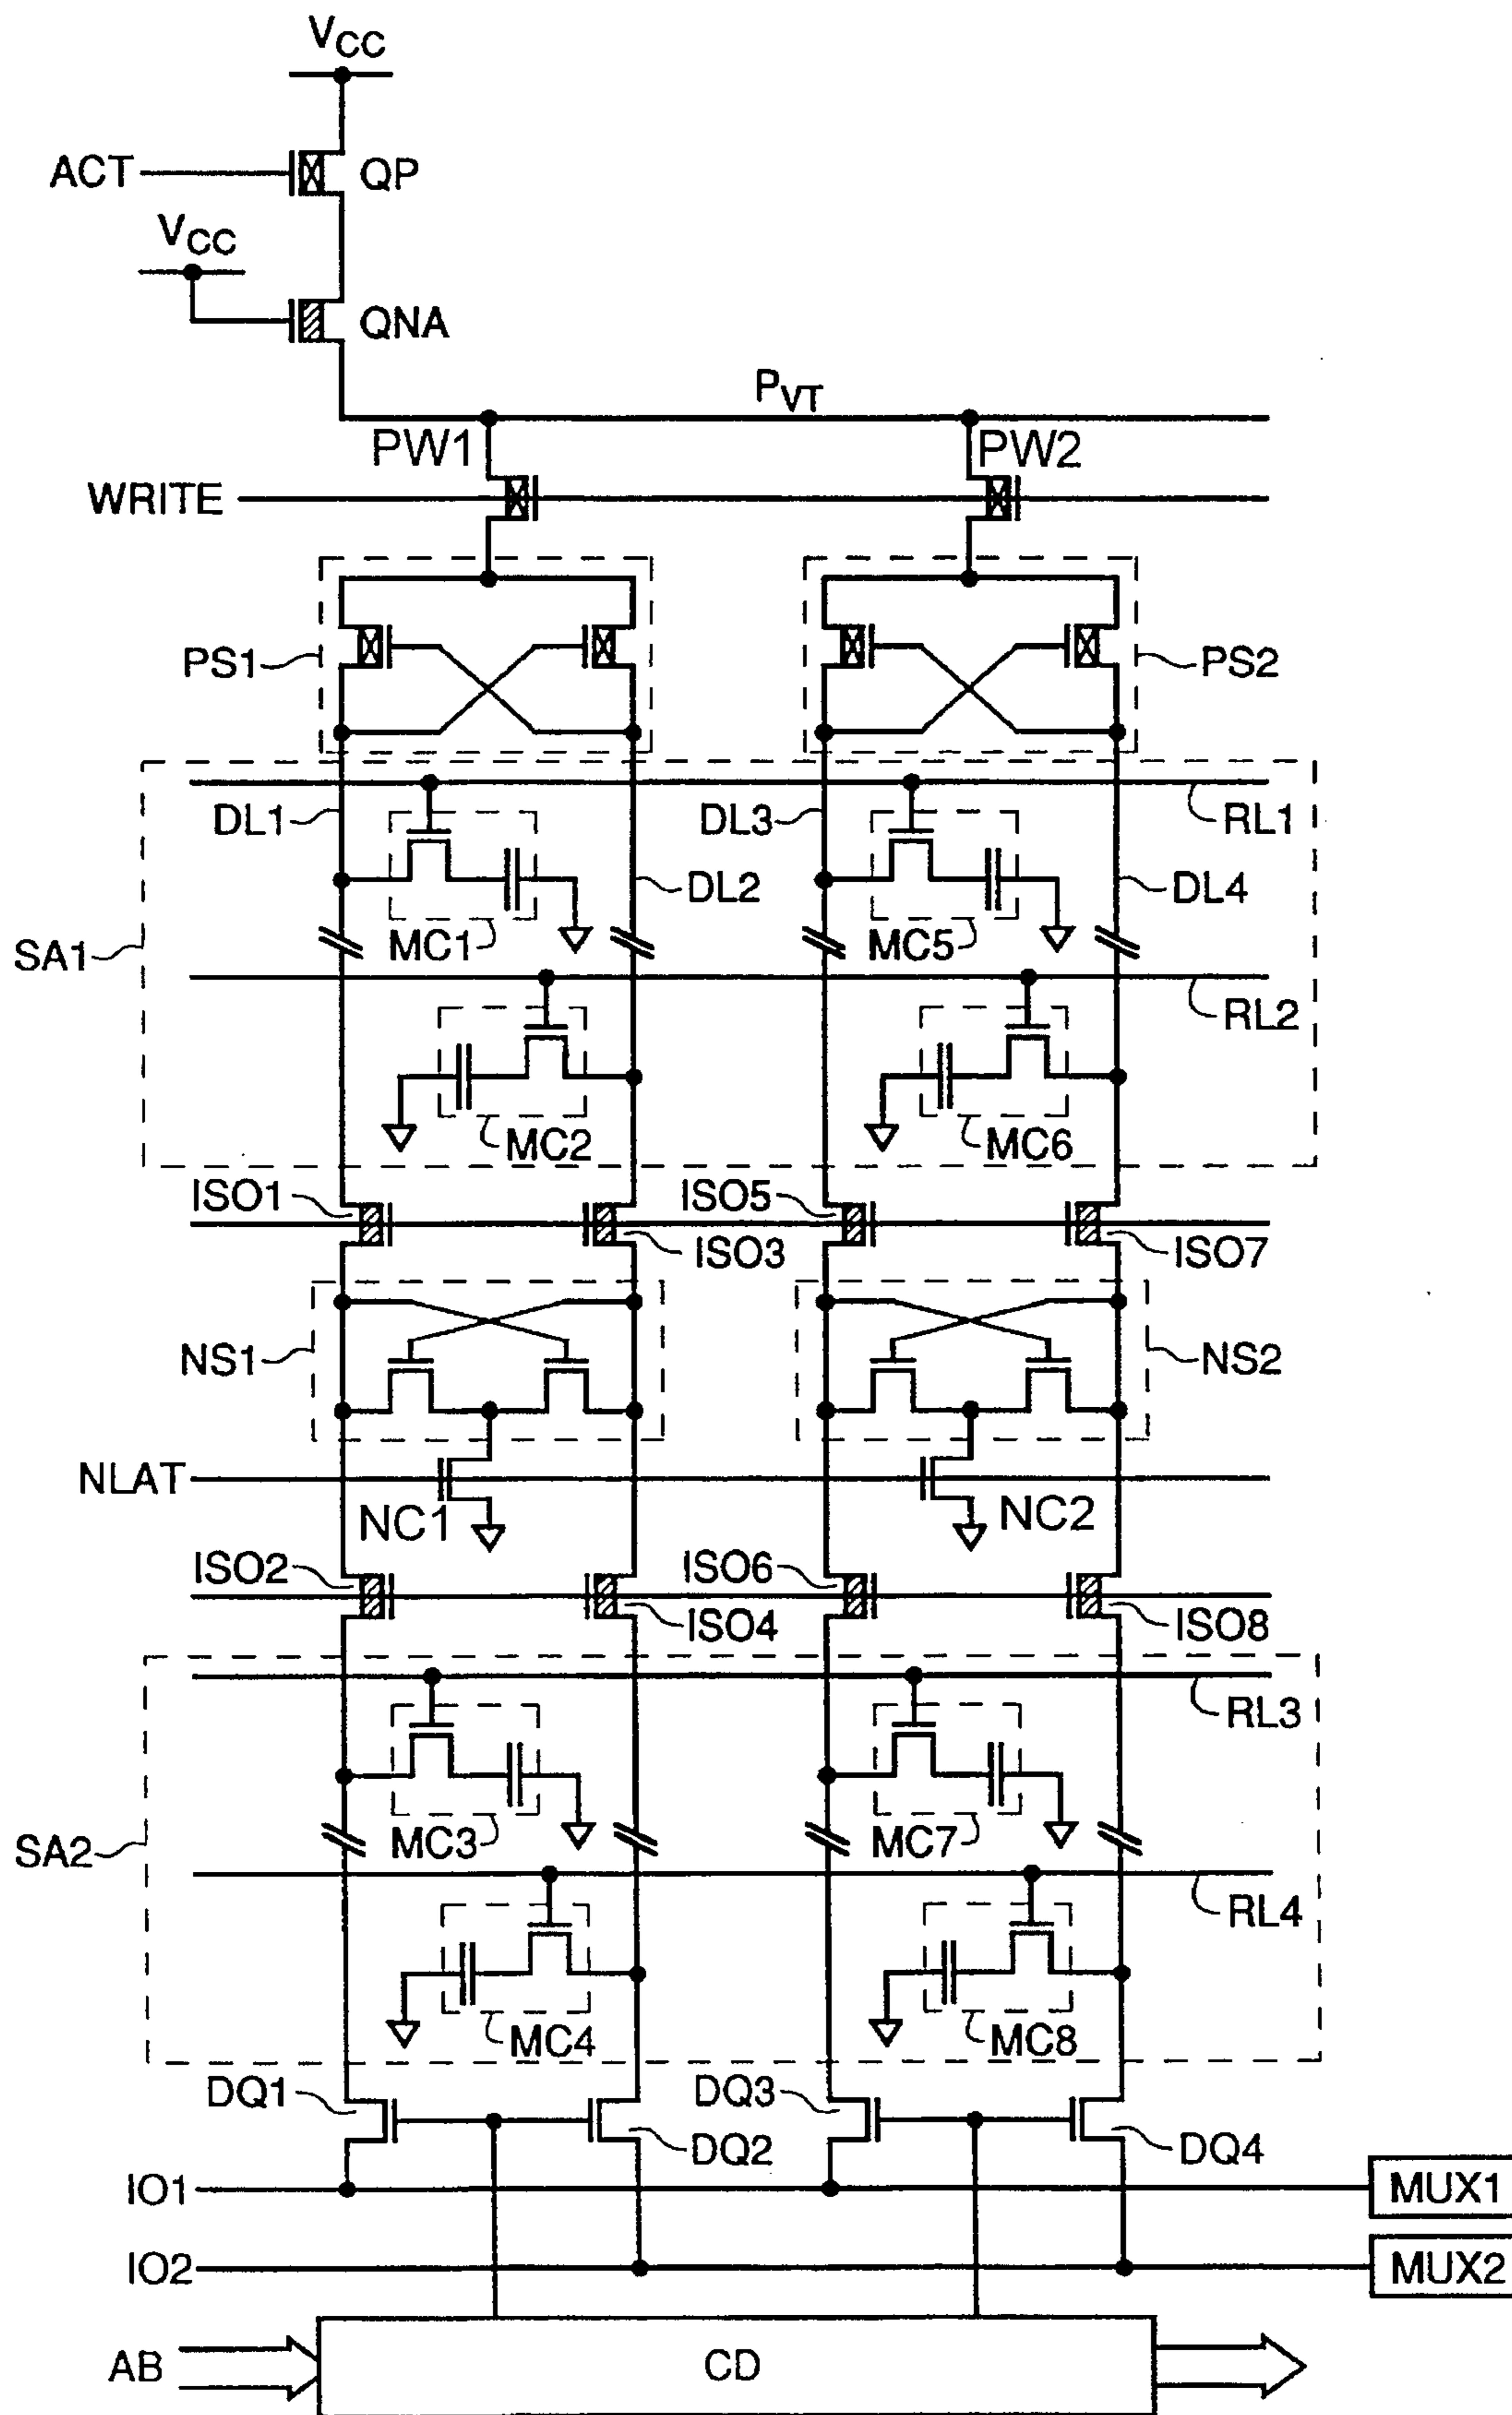 VCC
ACT
QP
VCC
QNA
PVT
PW1
PW2
WRITE
PS1
PS2
DL1
DL3
RL1
DL2
DL4
MC1
MC5
SA1
RL2
MC2
MC6
ISO1
ISO5
ISO3
ISO7
NS1
NS2
NLAT
NC1
NC2
ISO2
ISO6
ISO4
ISO8
RL3
MC3
MC7
SA2
RL4
MC4
MC8
DQ1
DQ3
DQ2
DQ4
IO1
MUX1
IO2
MUX2
AB
CD